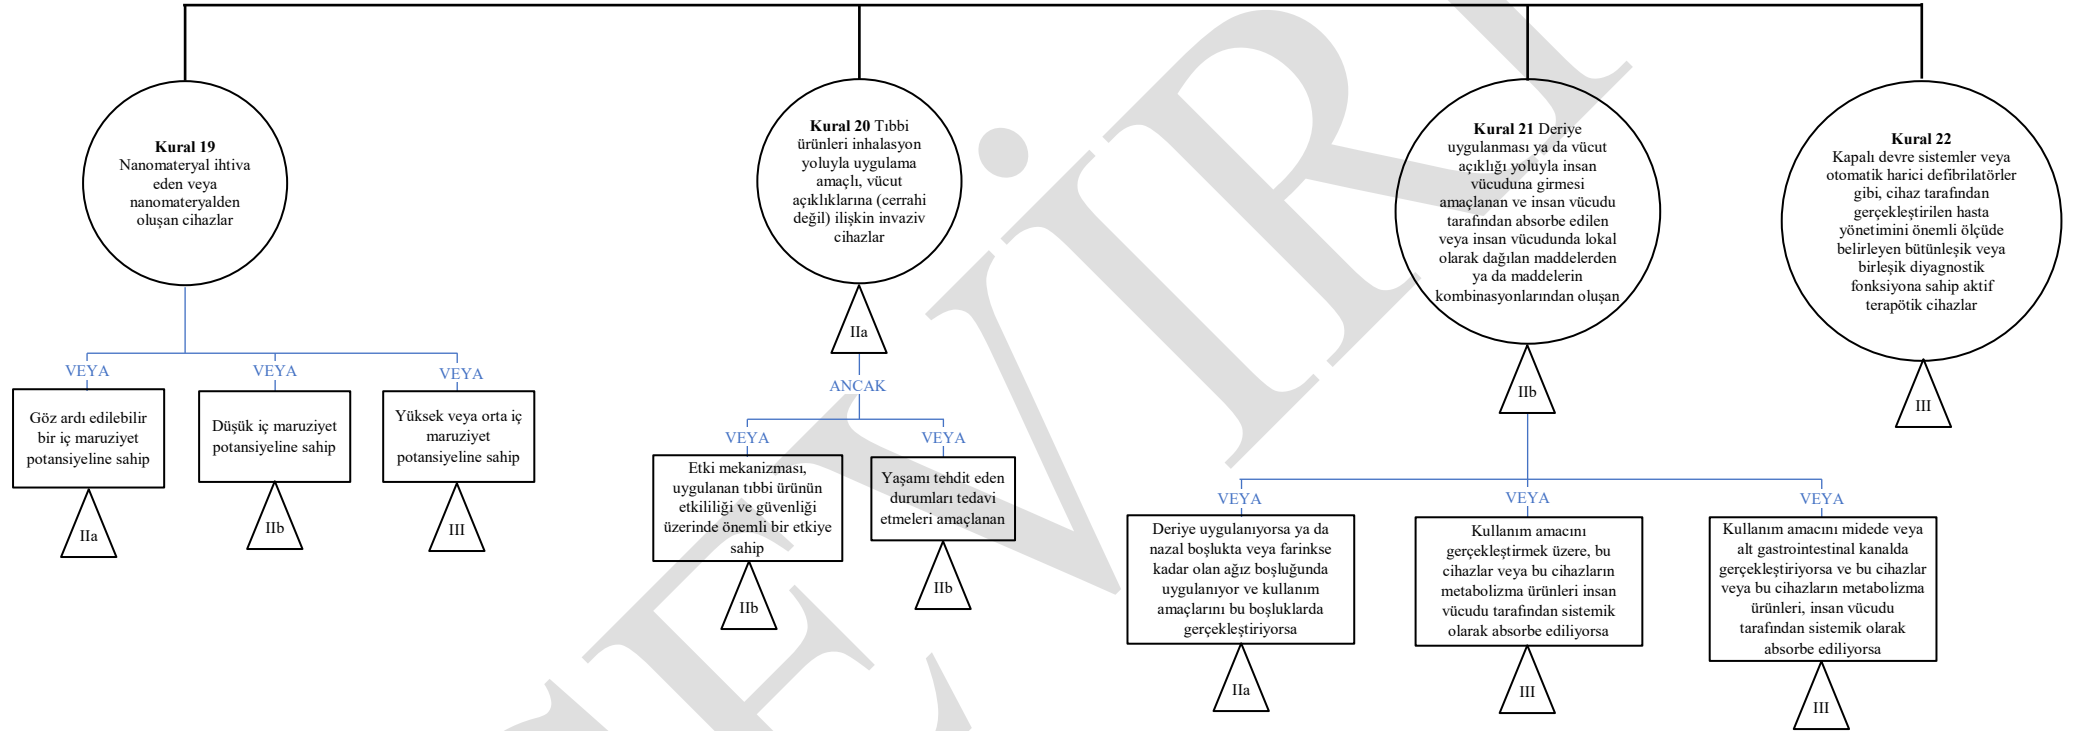 Kural 19
Nanomateryal ihtiva
eden veya
nanomateryalden
oluşan cihazlar
VEYA
Göz ardı edilebilir
bir iç maruziyet
potansiyeline sahip
IIa
VEYA
Düşük iç maruziyet
potansiyeline sahip
IIb
VEYA
Yüksek veya orta iç
maruziyet
potansiyeline sahip
III
Kural 20 Tıbbi
ürünleri inhalasyon
yoluyla uygulama
amaçlı, vücut
açıklıklarına (cerrahi
değil) ilişkin invaziv
cihazlar
IIa
ANCAK
VEYA
Etki mekanizması,
uygulanan tıbbi ürünün
etkililiği ve güvenliği
üzerinde önemli bir etkiye
sahip
IIb
VEYA
Yaşamı tehdit eden
durumları tedavi
etmeleri amaçlanan
IIb
Kural 21 Deriye
uygulanması ya da vücut
açıklığı yoluyla insan
vücuduna girmesi
amaçlanan ve insan vücudu
tarafından absorbe edilen
veya insan vücudunda lokal
olarak dağılan maddelerden
ya da maddelerin
kombinasyonlarından oluşan
IIb
VEYA
Deriye uygulanıyorsa ya da
nazal boşlukta veya farinkse
kadar olan ağız boşluğunda
uygulanıyor ve kullanım
amaçlarını bu boşluklarda
gerçekleştiriyorsa
IIa
VEYA
Kullanım amacını
gerçekleştirmek üzere, bu
cihazlar veya bu cihazların
metabolizma ürünleri insan
vücudu tarafından sistemik
olarak absorbe ediliyorsa
III
VEYA
Kullanım amacını midede veya
alt gastrointestinal kanalda
gerçekleştiriyorsa ve bu cihazlar
veya bu cihazların metabolizma
ürünleri, insan vücudu
tarafından sistemik olarak
absorbe ediliyorsa
III
Kural 22
Kapalı devre sistemler veya
otomatik harici defibrilatörler
gibi, cihaz tarafından
gerçekleştirilen hasta
yönetimini önemli ölçüde
belirleyen bütünleşik veya
birleşik diyagnostik
fonksiyona sahip aktif
terapötik cihazlar
III
ÇEVİRİ